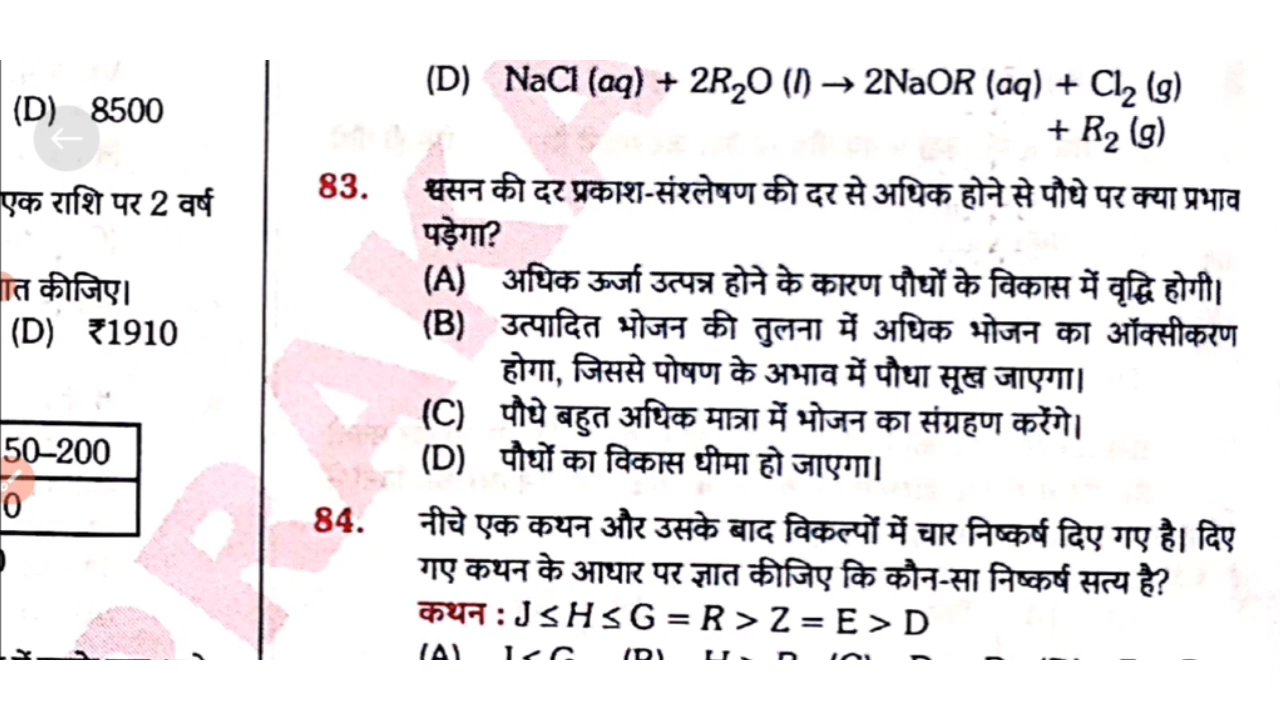 (D) 8500
एक राशि पर 2 वर्ष
ात कीजिए।
(D) ₹1910
50–200
0
(D) NaCl (aq) + 2R₂O (l) → 2NaOR (aq) + Cl₂ (g)
+ R₂ (g)
83. श्वसन की दर प्रकाश-संश्लेषण की दर से अधिक होने से पौधे पर क्या प्रभाव
पड़ेगा?
(A) अधिक ऊर्जा उत्पन्न होने के कारण पौधों के विकास में वृद्धि होगी।
(B) उत्पादित भोजन की तुलना में अधिक भोजन का ऑक्सीकरण
होगा, जिससे पोषण के अभाव में पौधा सूख जाएगा।
(C) पौधे बहुत अधिक मात्रा में भोजन का संग्रहण करेंगे।
(D) पौधों का विकास धीमा हो जाएगा।
84. नीचे एक कथन और उसके बाद विकल्पों में चार निष्कर्ष दिए गए है। दिए
गए कथन के आधार पर ज्ञात कीजिए कि कौन-सा निष्कर्ष सत्य है?
कथन : J ≤ H ≤ G = R > Z = E > D
PRAKA